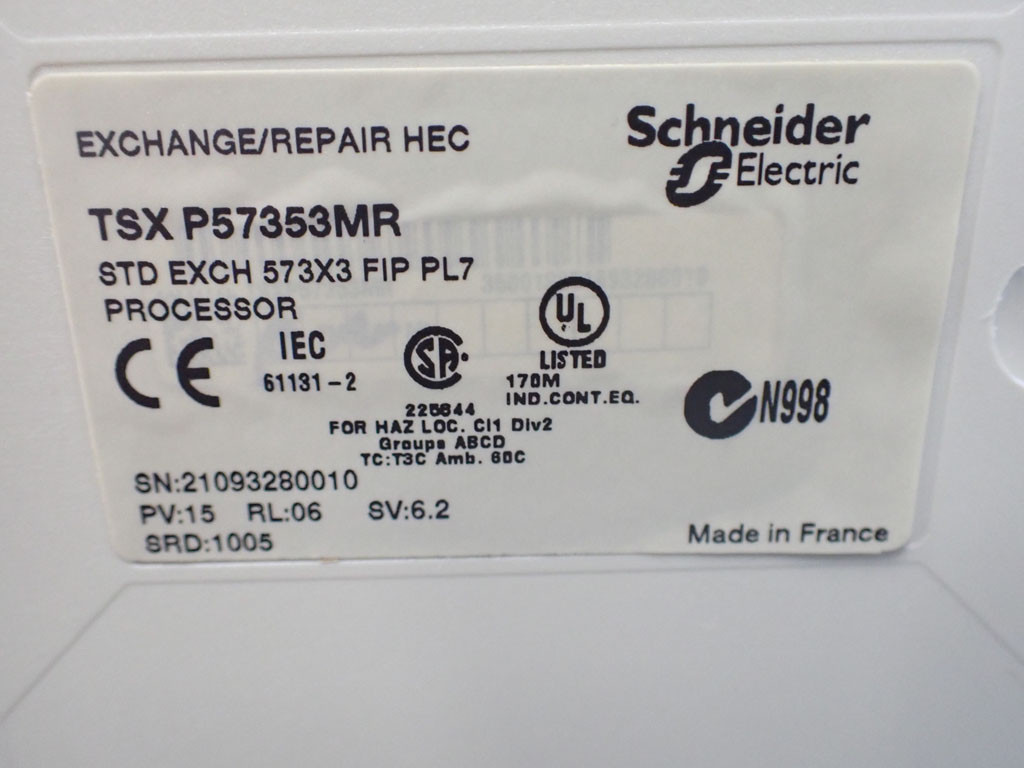 EXCHANGE/REPAIR HEC
Schneider
Electric
TSX P57353MR
STD EXCH 573X3 FIP PL7
PROCESSOR
CE
IEC
61131-2
SA
UL
LISTED
170M
IND.CONT.EQ.
N998
225844
FOR HAZ LOC. Cl1 Div2
Groups ABCD
TC:T3C Amb. 60C
SN:21093280010
PV:15 RL:06 SV:6.2
SRD:1005
Made in France